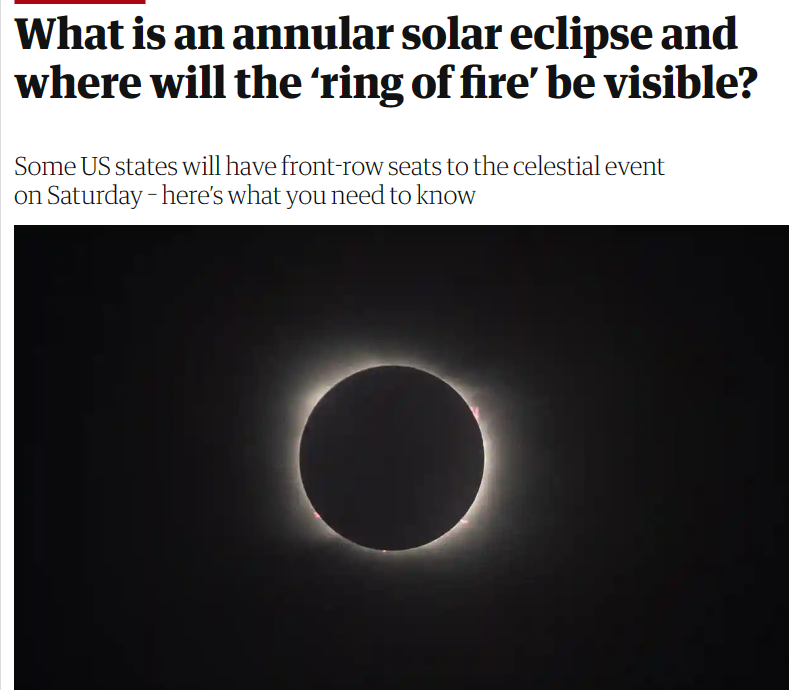 What is an annular solar eclipse and
where will the ‘ring of fire’ be visible?
Some US states will have front-row seats to the celestial event
on Saturday – here’s what you need to know